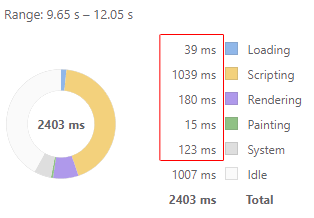 Range: 9.65 s – 12.05 s
39 ms Loading
1039 ms Scripting
180 ms Rendering
15 ms Painting
123 ms System
1007 ms Idle
2403 ms Total
2403 ms